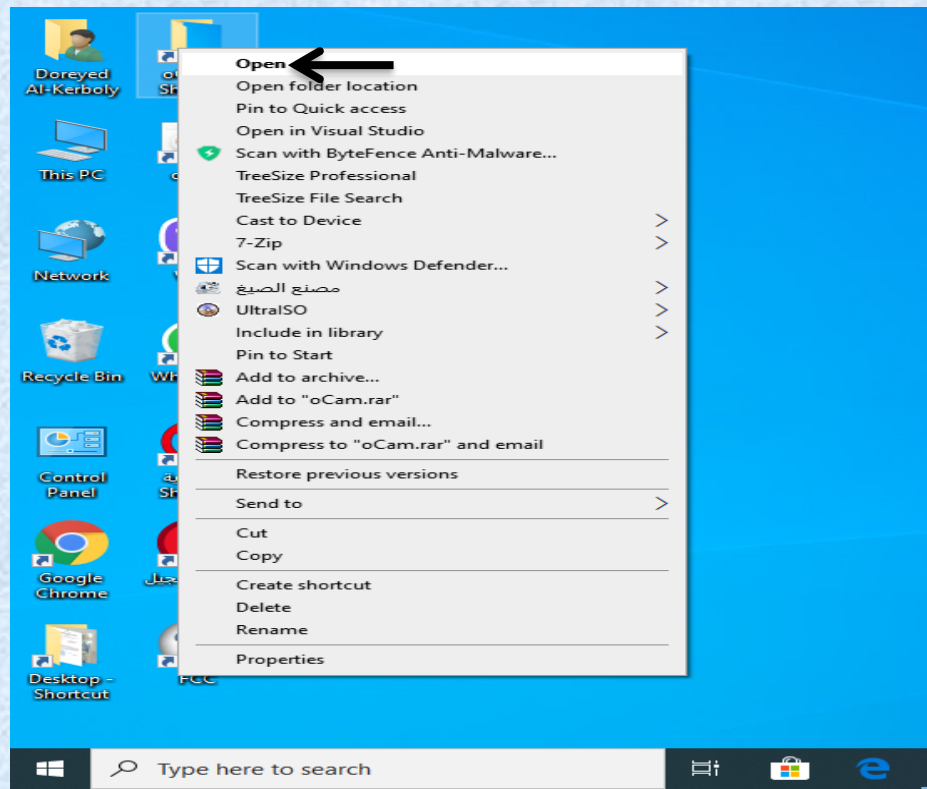 Doreyed
Al-Kerboly
This PC
Network
Recycle Bin
Control
Panel
Google
Chrome
Desktop -
Shortcut
FCC
Open
Open folder location
Pin to Quick access
Open in Visual Studio
Scan with ByteFence Anti-Malware...
TreeSize Professional
TreeSize File Search
Cast to Device
7-Zip
Scan with Windows Defender...
مصنع الصيغ
UltraISO
Include in library
Pin to Start
Add to archive...
Add to "oCam.rar"
Compress and email...
Compress to "oCam.rar" and email
Restore previous versions
Send to
Cut
Copy
Create shortcut
Delete
Rename
Properties
Type here to search